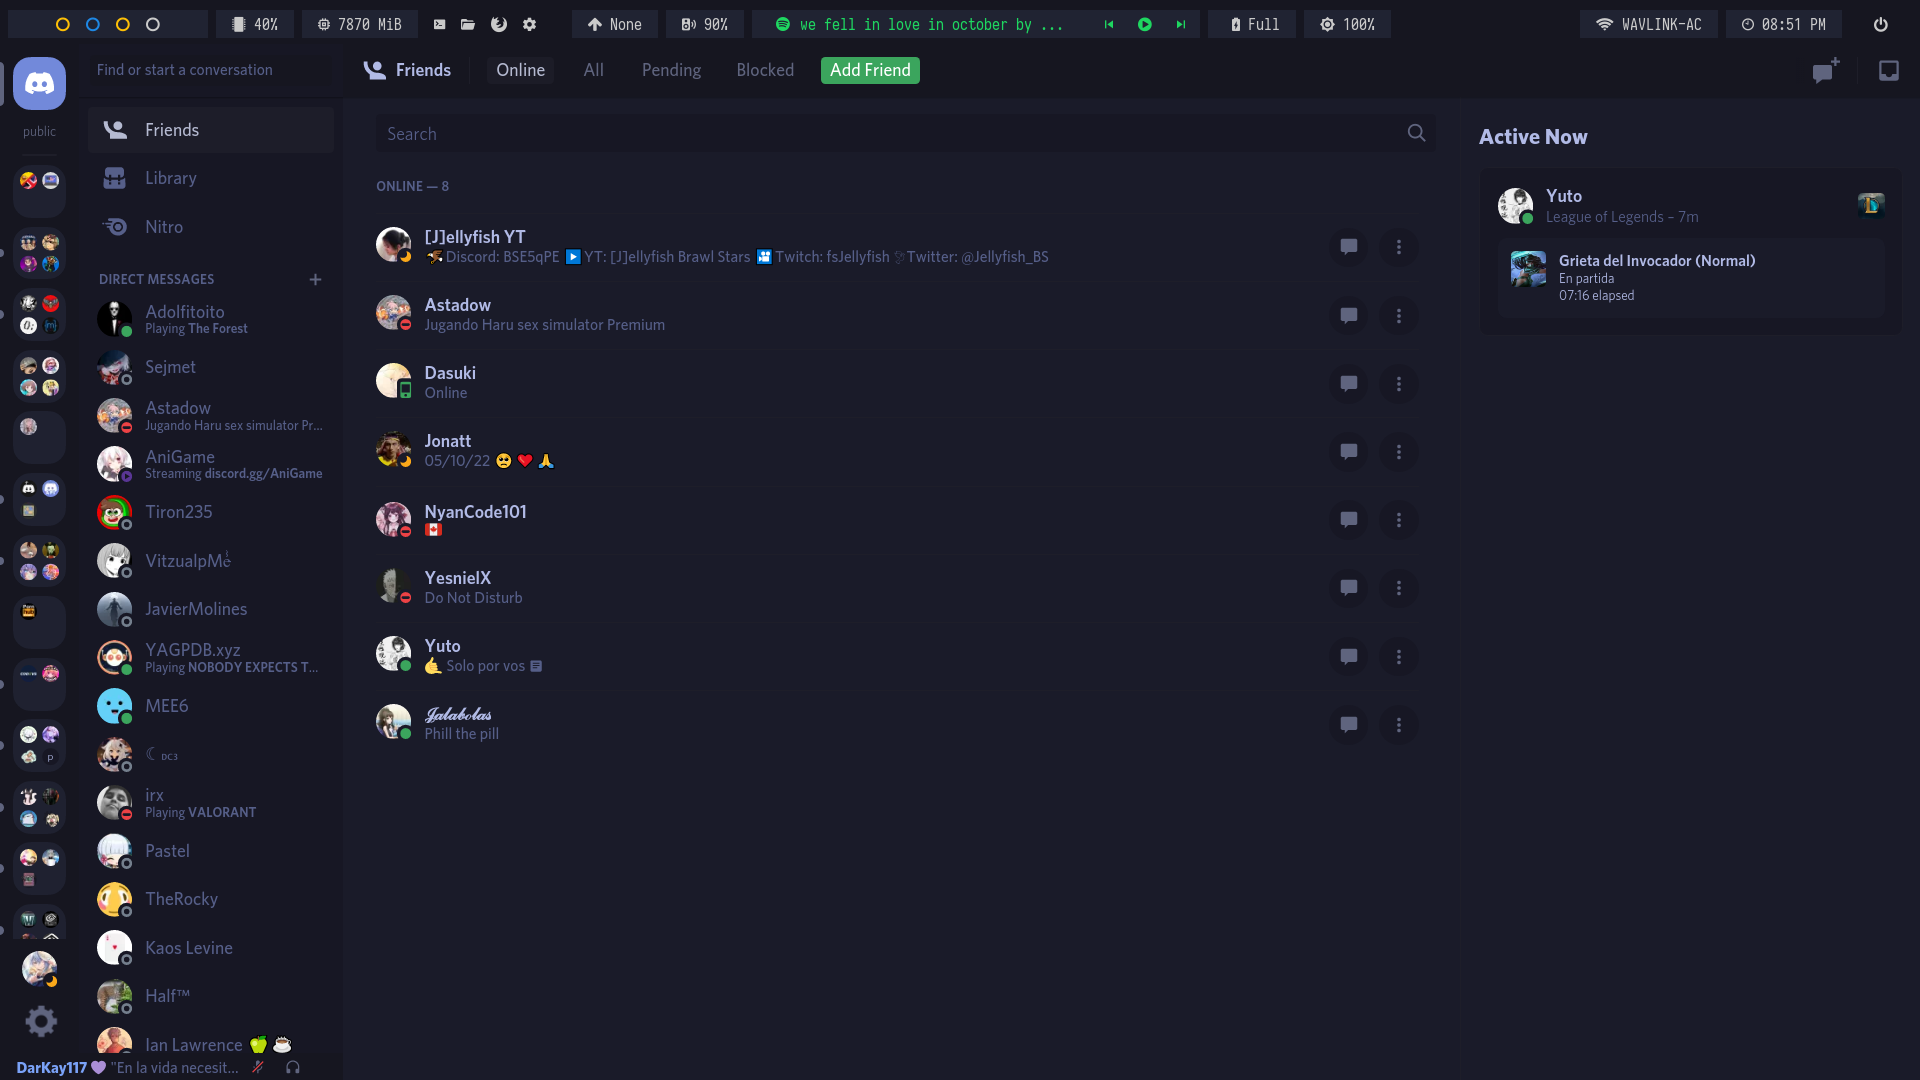 40%
7870 MiB
None
90%
we fell in love in october by ...
Full
100%
WAVLINK-AC
08:51 PM
public
Find or start a conversation
Friends
Library
Nitro
DIRECT MESSAGES
Adolfitoito
Playing The Forest
Sejmet
Astadow
Jugando Haru sex simulator Pr...
AniGame
Streaming discord.gg/AniGame
Tiron235
JavierMolines
YAGPDB.xyz
Playing NOBODY EXPECTS T...
MEE6
☾ DC3
irx
Playing VALORANT
Pastel
TheRocky
Kaos Levine
Half™
Ian Lawrence 🍏 ☕
DarKay117 💜 "En la vida necesit...
Friends
Online
All
Pending
Blocked
Add Friend
Search
ONLINE — 8
[J]ellyfish YT
Discord: BSE5qPE ▶ YT: [J]ellyfish Brawl Stars 🎦 Twitch: fsJellyfish Twitter: @Jellyfish_BS
Astadow
Jugando Haru sex simulator Premium
Dasuki
Online
Jonatt
05/10/22 🥺 ❤ 🙏
NyanCode101
🇨🇦
YesnielX
Do Not Disturb
Yuto
🤙 Solo por vos
𝓙𝓪𝓵𝓪𝓫𝓸𝓵𝓪𝓼
Phill the pill
Active Now
Yuto
League of Legends – 7m
Grieta del Invocador (Normal)
En partida
07:16 elapsed